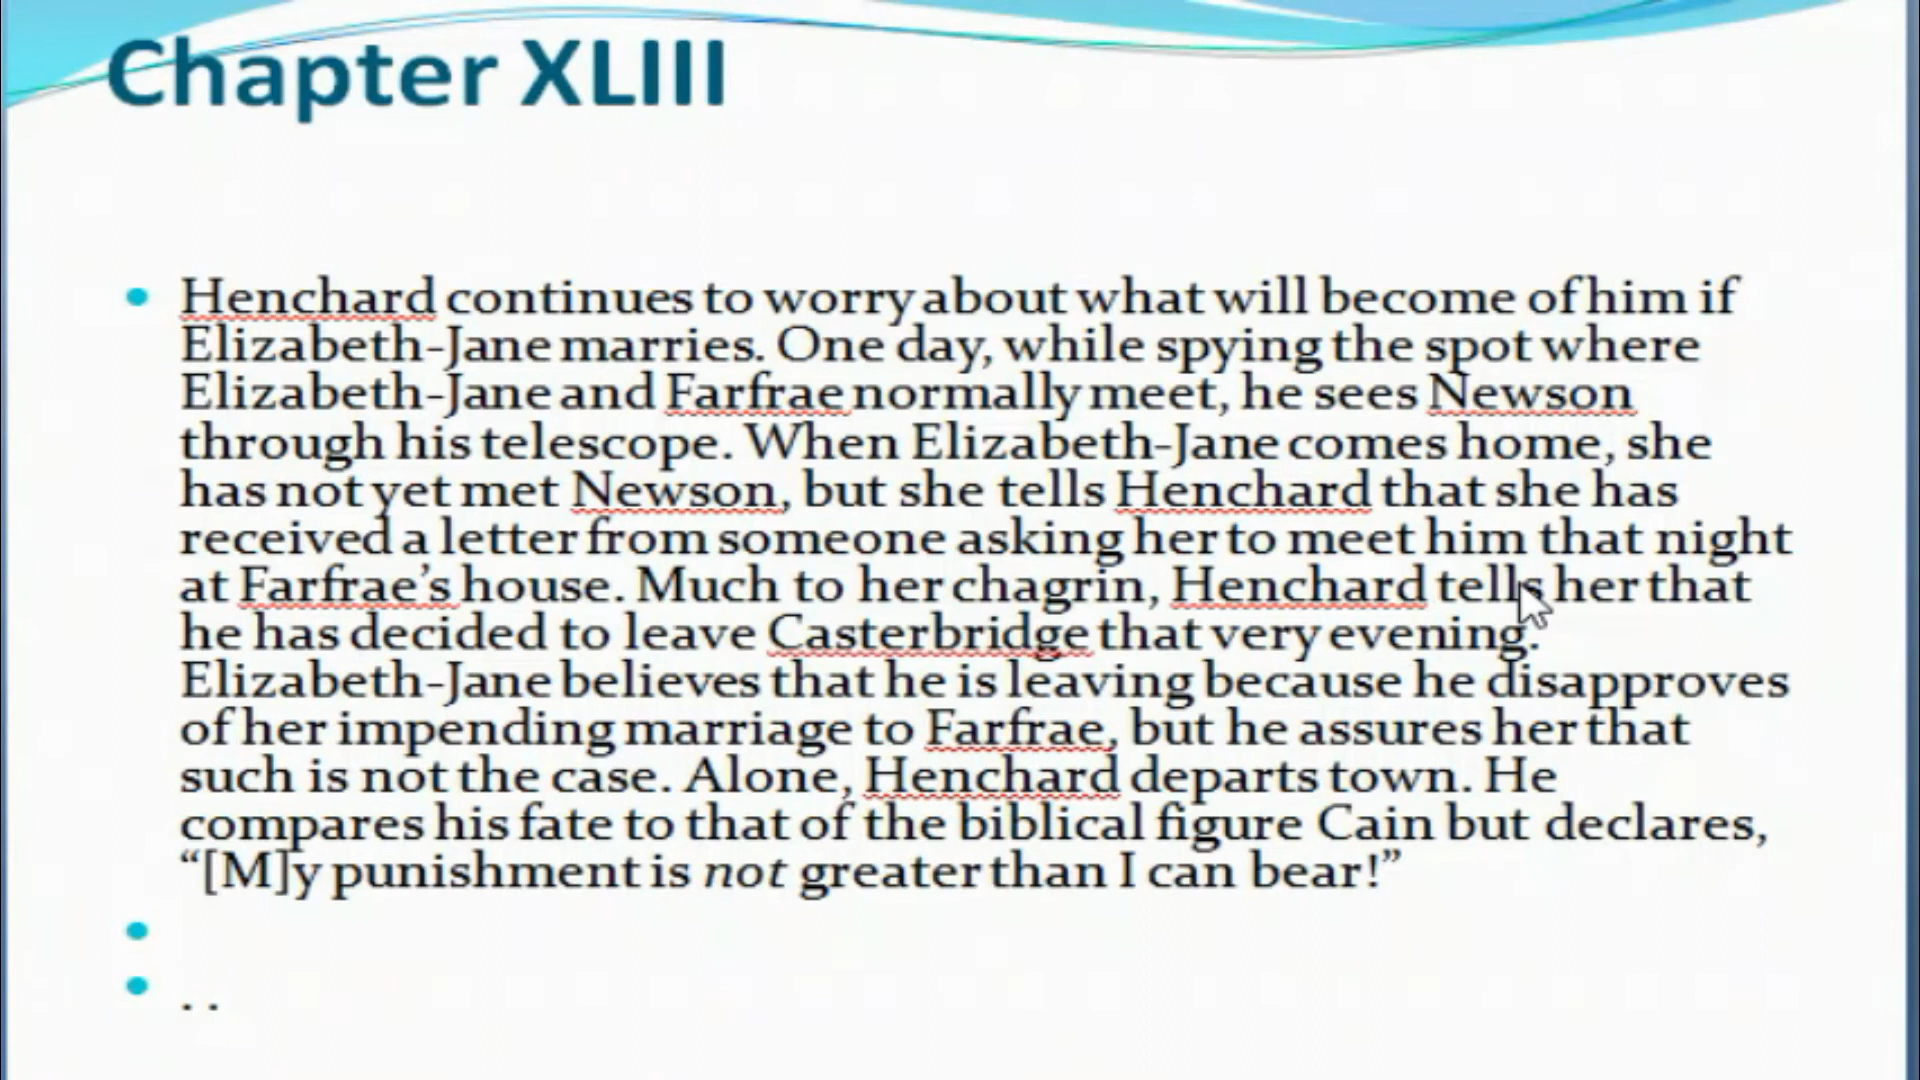 Chapter XLIII
Henchard continues to worry about what will become of him if
Elizabeth-Jane marries. One day, while spying the spot where
Elizabeth-Jane and Farfrae normally meet, he sees Newson
through his telescope. When Elizabeth-Jane comes home, she
has not yet met Newson, but she tells Henchard that she has
received a letter from someone asking her to meet him that night
at Farfrae’s house. Much to her chagrin, Henchard tells her that
he has decided to leave Casterbridge that very evening.
Elizabeth-Jane believes that he is leaving because he disapproves
of her impending marriage to Farfrae, but he assures her that
such is not the case. Alone, Henchard departs town. He
compares his fate to that of the biblical figure Cain but declares,
“[M]y punishment is not greater than I can bear!”
. .